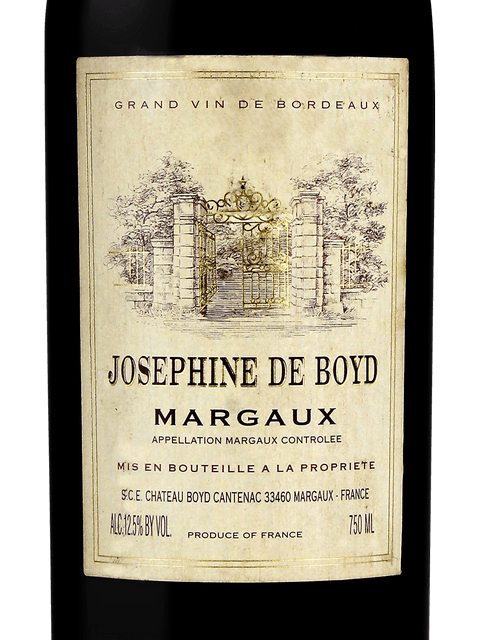 GRAND VIN DE BORDEAUX
JOSEPHINE DE BOYD
MARGAUX
APPELLATION MARGAUX CONTROLEE
MIS EN BOUTEILLE A LA PROPRIETE
S.C.E. CHATEAU BOYD CANTENAC 33460 MARGAUX - FRANCE
ALC.12.5% BY VOL. PRODUCE OF FRANCE 750 ML